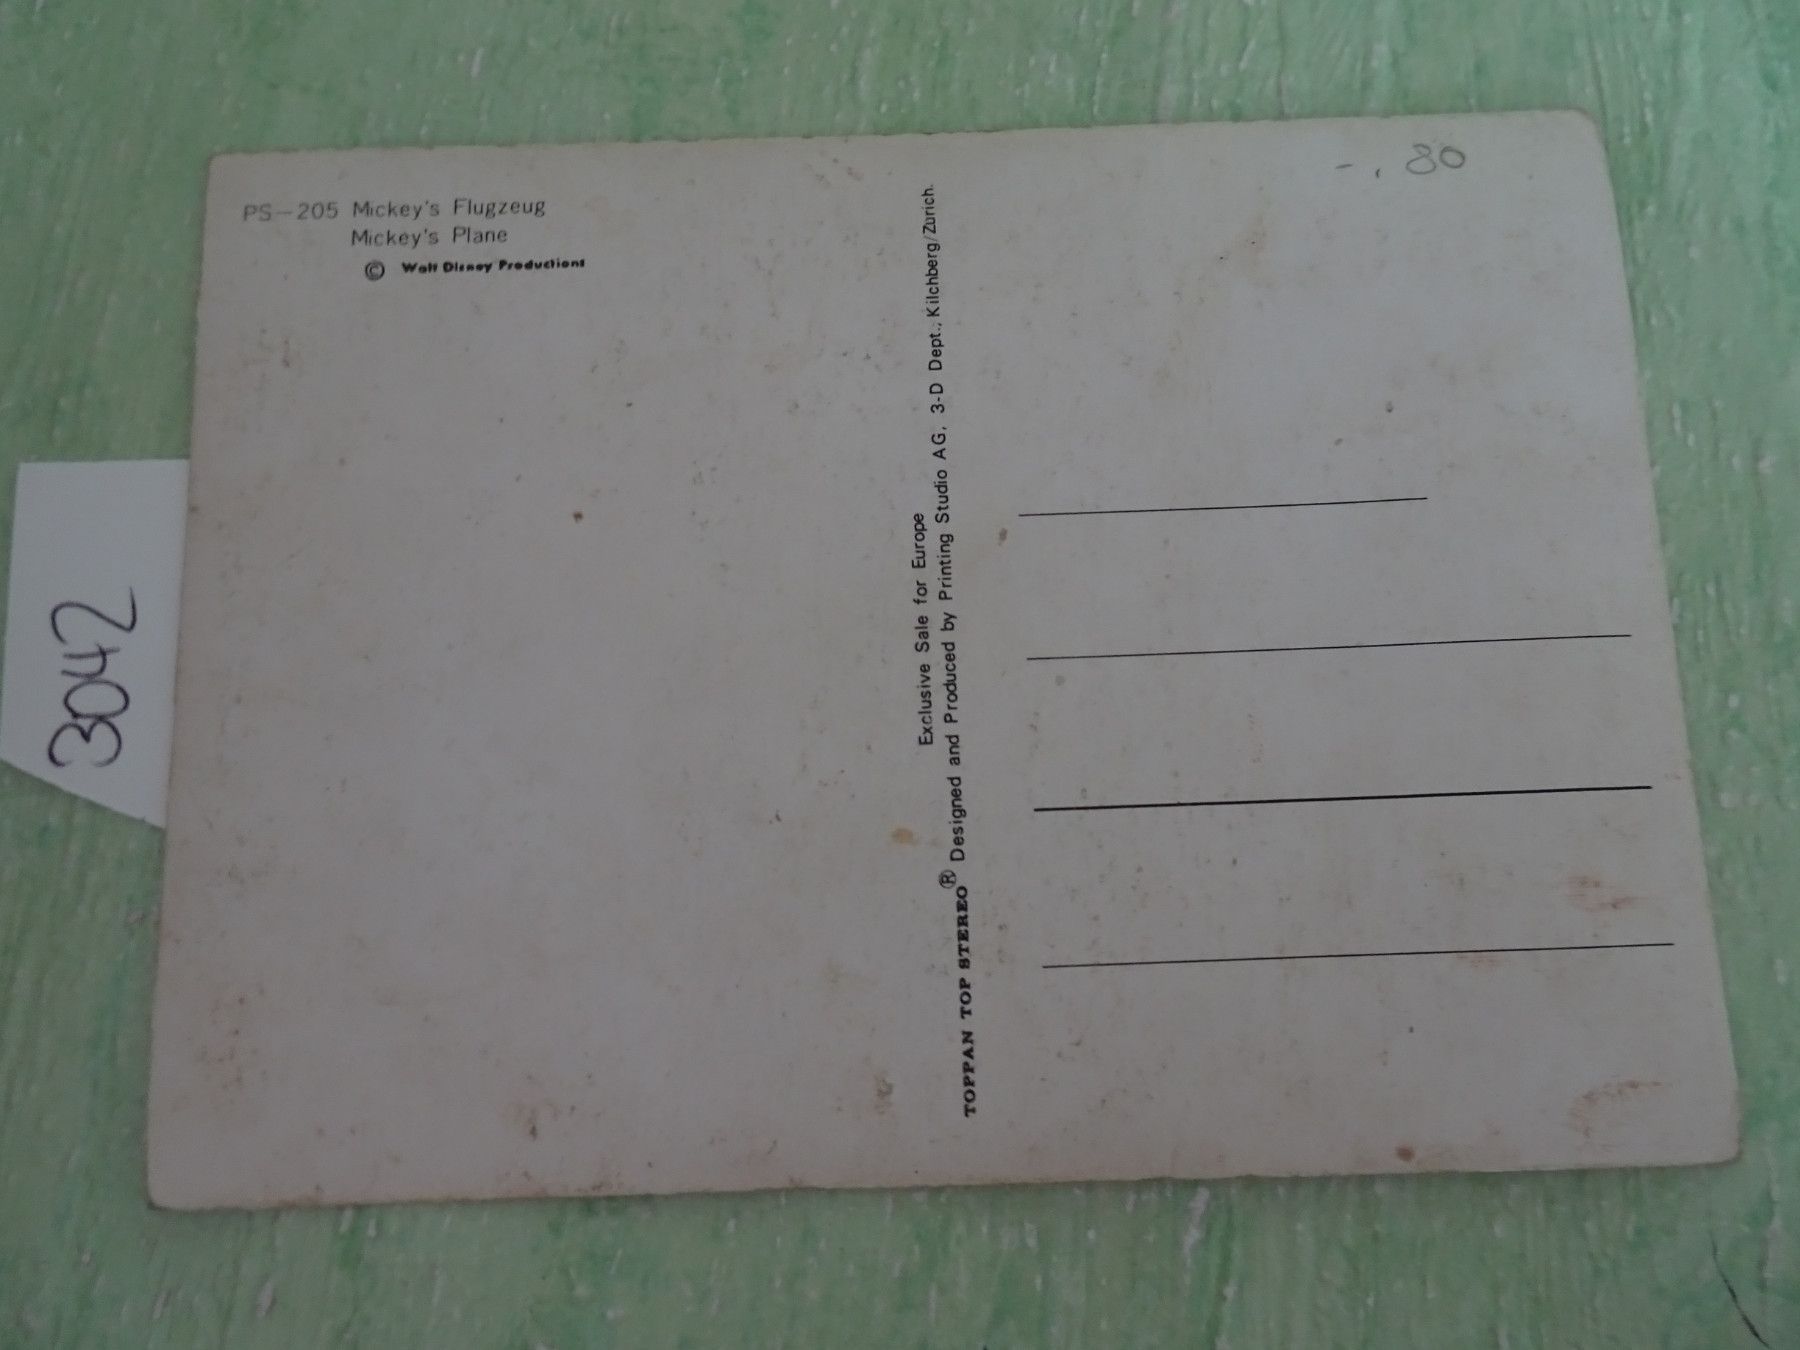 PS-205 Mickey's Flugzeug
Mickey's Plane
© Walt Disney Productions
-.80
Exclusive Sale for Europe
TOPPAN TOP STEREO® Designed and Produced by Printing Studio AG, 3-D Dept., Kilchberg/Zürich.
3042